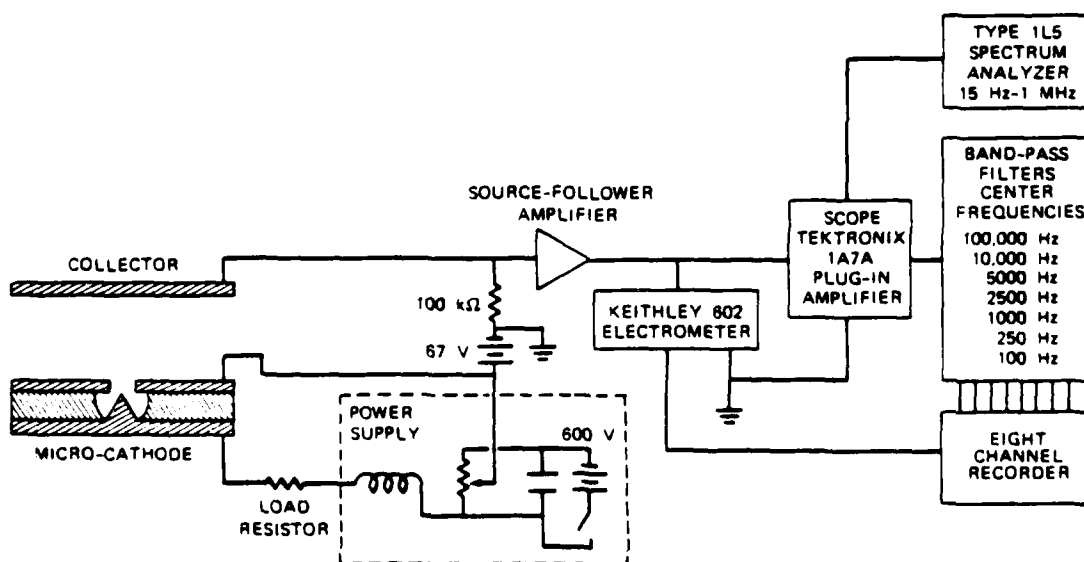 TYPE 1L5
SPECTRUM
ANALYZER
15 Hz-1 MHz
BAND-PASS
FILTERS
CENTER
FREQUENCIES
100,000 Hz
10,000 Hz
5000 Hz
2500 Hz
1000 Hz
250 Hz
100 Hz
SOURCE-FOLLOWER
AMPLIFIER
SCOPE
TEKTRONIX
1A7A
PLUG-IN
AMPLIFIER
COLLECTOR
100 kΩ
KEITHLEY 602
ELECTROMETER
67 V
POWER
SUPPLY
600 V
MICRO-CATHODE
LOAD
RESISTOR
EIGHT
CHANNEL
RECORDER